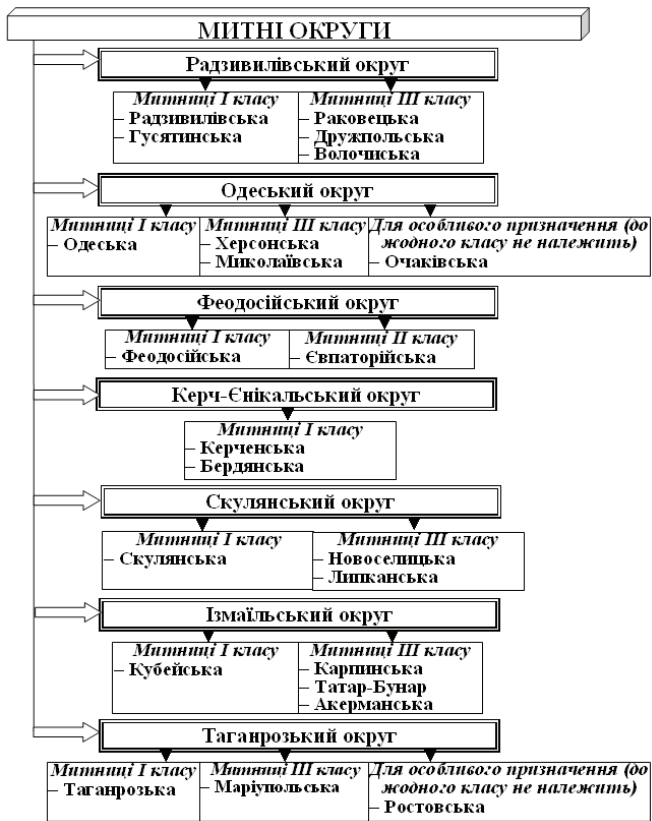 МИТНІ ОКРУГИ
Радзивилівський округ
Митниці І класу
– Радзивилівська
– Гусятинська
Митниці ІІІ класу
– Раковецька
– Дружпольська
– Волочиська
Одеський округ
Митниці І класу
– Одеська
Митниці ІІІ класу
– Херсонська
– Миколаївська
Для особливого призначення (до
жодного класу не належить)
– Очаківська
Феодосійський округ
Митниці І класу
– Феодосійська
Митниці ІІ класу
– Євпаторійська
Керч-Єнікальський округ
Митниці І класу
– Керченська
– Бердянська
Скулянський округ
Митниці І класу
– Скулянська
Митниці ІІІ класу
– Новоселицька
– Липканська
Ізмаїльський округ
Митниці І класу
– Кубейська
Митниці ІІІ класу
– Карпинська
– Татар-Бунар
– Акерманська
Таганрозький округ
Митниці І класу
– Таганрозька
Митниці ІІІ класу
– Маріупольська
Для особливого призначення (до
жодного класу не належить)
– Ростовська